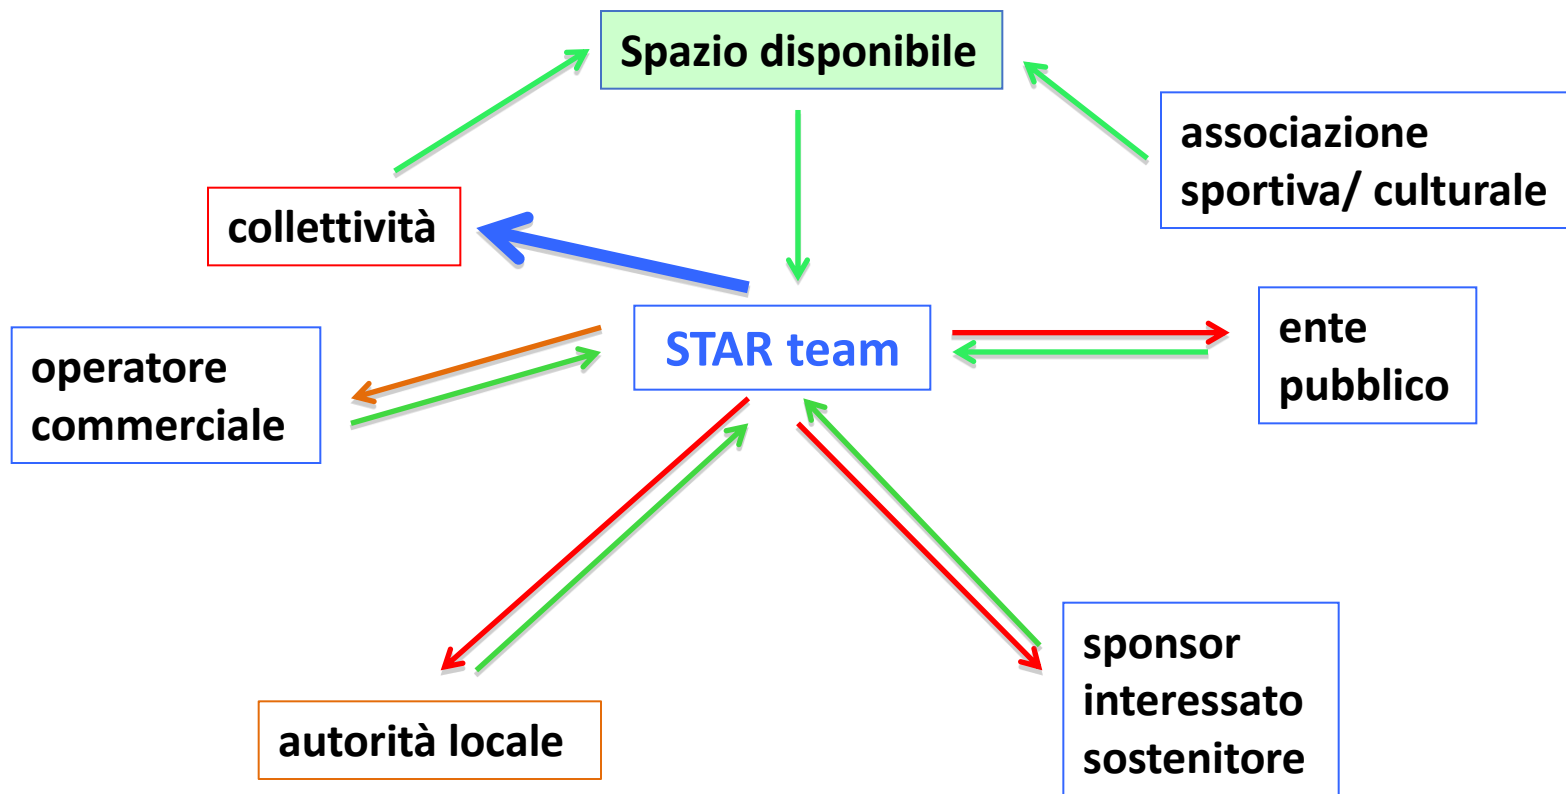 Spazio disponibile
associazione
sportiva/ culturale
collettività
STAR team
ente
pubblico
operatore
commerciale
sponsor
interessato
sostenitore
autorità locale